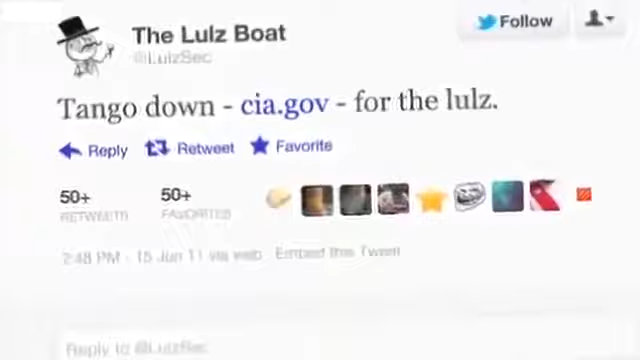 The Lulz Boat
@LulzSec
Follow
Tango down - cia.gov - for the lulz.
Reply Retweet Favorite
50+ 50+
RETWEETS FAVORITED
2:48 PM - 15 Jun 11 via web Embed this Tweet
Reply to @LulzSec